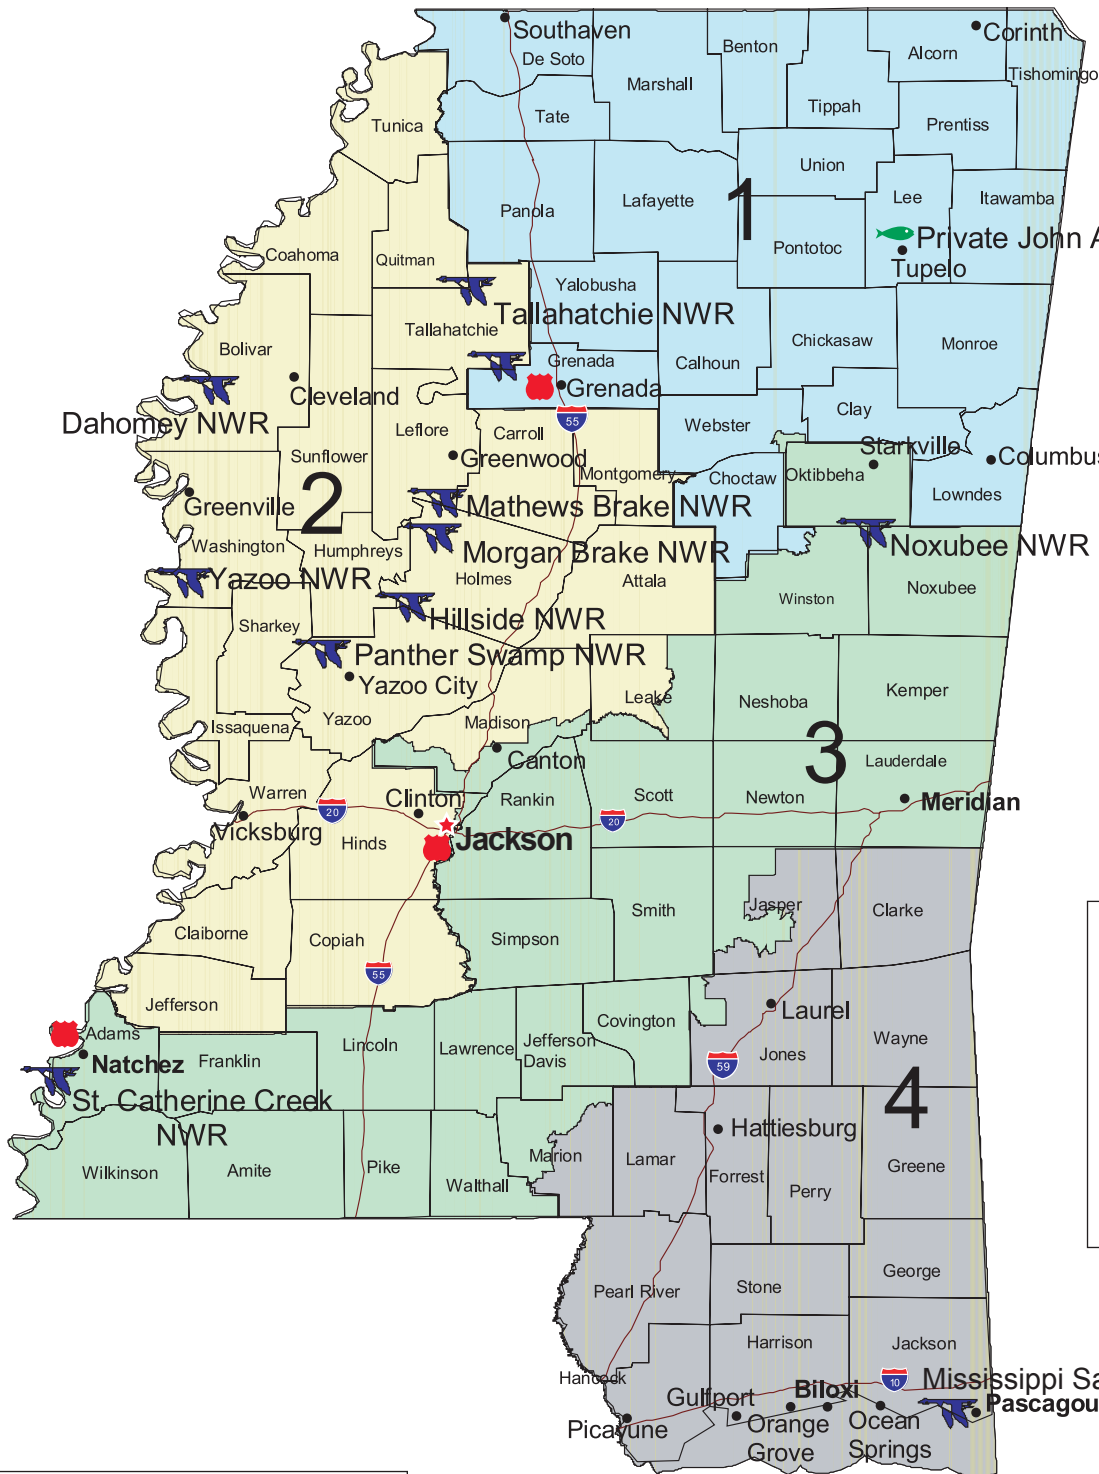 Southaven
De Soto
Benton
Corinth
Alcorn
Tishomingo
Marshall
Tippah
Tunica
Tate
Prentiss
Union
1
Panola
Lafayette
Lee
Itawamba
Coahoma
Quitman
Pontotoc
Private John A
Tupelo
Yalobusha
Tallahatchie NWR
Tallahatchie
Bolivar
Grenada
Calhoun
Chickasaw
Monroe
Cleveland
Grenada
Dahomey NWR
55
Clay
Leflore
Carroll
Webster
Starkville
Sunflower
Greenwood
Montgomery
Choctaw
Oktibbeha
Columbus
2
Greenville
Mathews Brake NWR
Lowndes
Washington
Humphreys
Morgan Brake NWR
Noxubee NWR
Yazoo NWR
Holmes
Attala
Winston
Noxubee
Sharkey
Hillside NWR
Panther Swamp NWR
Yazoo City
Leake
Neshoba
Kemper
Issaquena
Yazoo
Madison
3
Canton
Lauderdale
Warren
Clinton
Rankin
Scott
Newton
Meridian
20
20
Vicksburg
Hinds
Jackson
Smith
Jasper
Clarke
Claiborne
Copiah
Simpson
55
Jefferson
Laurel
Adams
Covington
Wayne
Natchez
Franklin
Lincoln
Lawrence
Jefferson
Davis
Jones
59
St. Catherine Creek
NWR
4
Hattiesburg
Wilkinson
Amite
Pike
Walthall
Marion
Lamar
Forrest
Perry
Greene
Pearl River
Stone
George
Harrison
Jackson
Hancock
10
Mississippi Sa
Gulfport
Biloxi
Pascagou
Picayune
Orange
Grove
Ocean
Springs